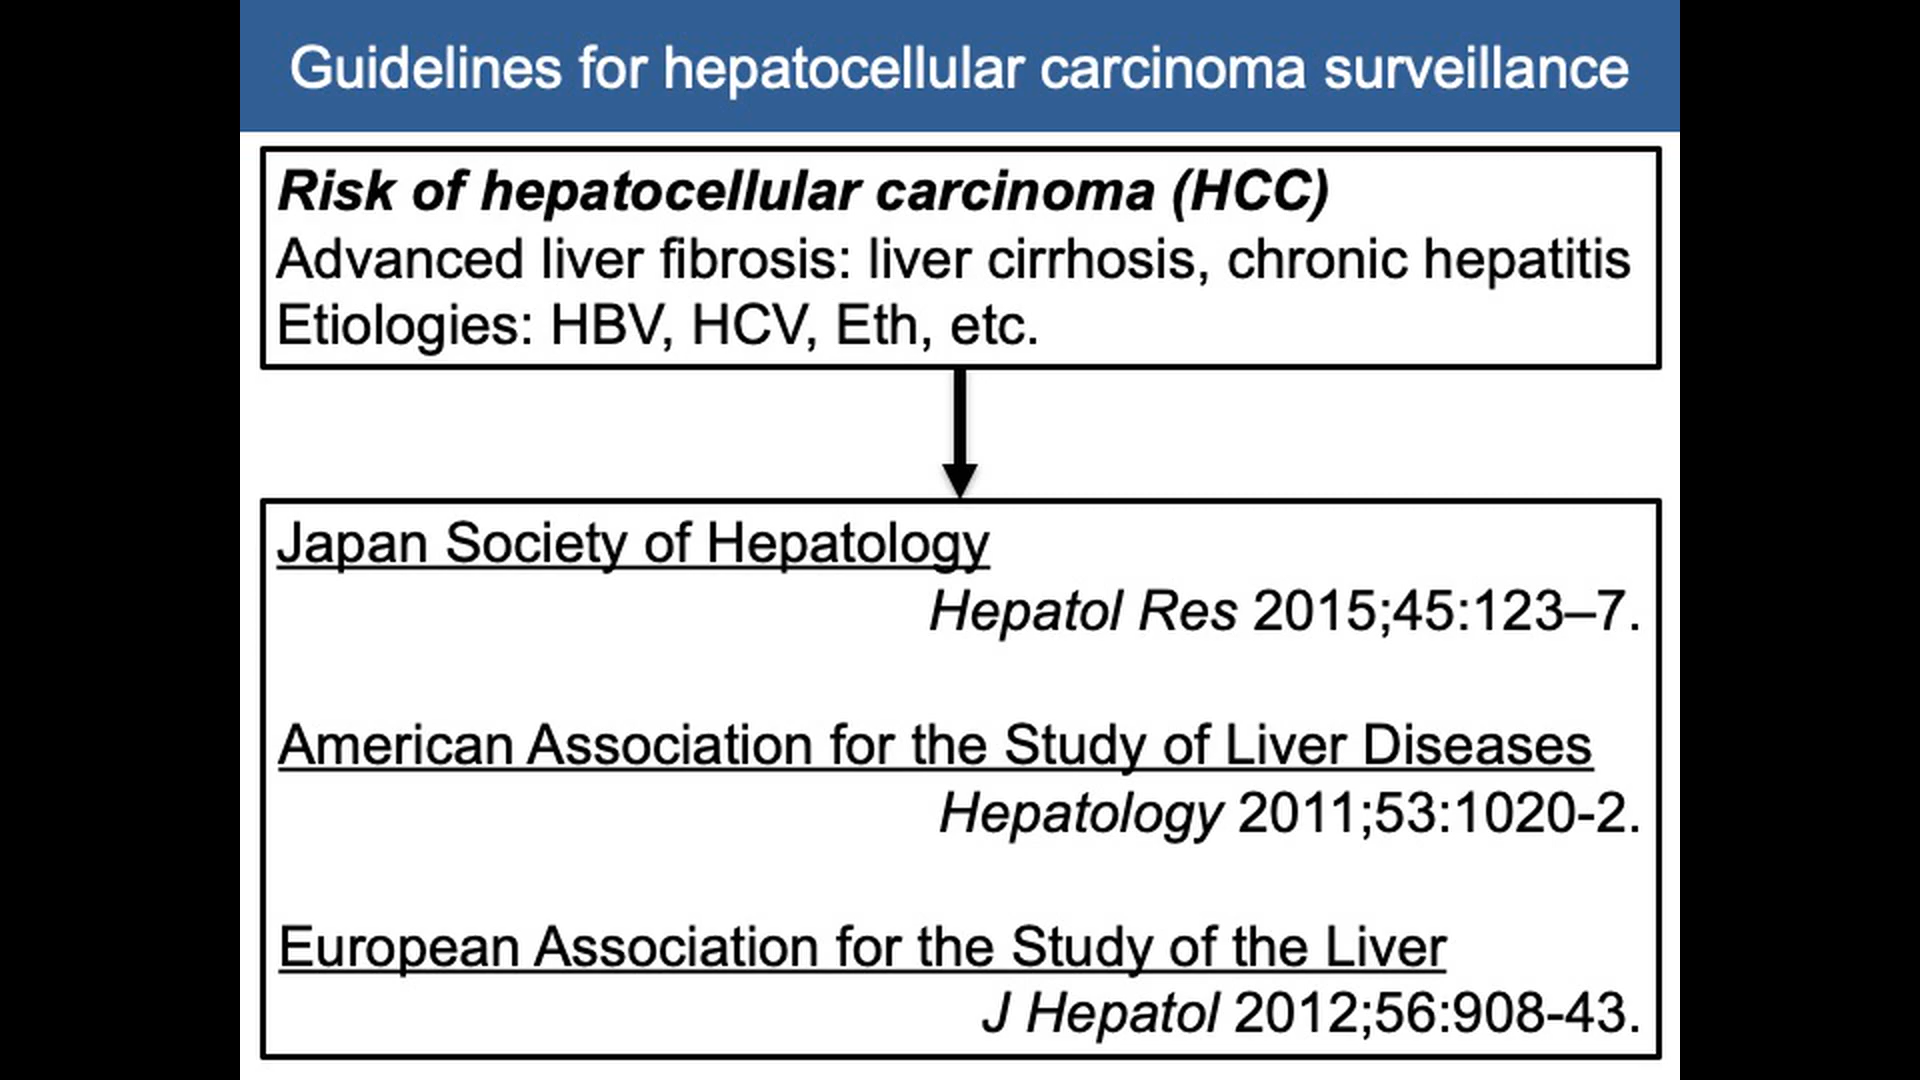 Guidelines for hepatocellular carcinoma surveillance
Risk of hepatocellular carcinoma (HCC)
Advanced liver fibrosis: liver cirrhosis, chronic hepatitis
Etiologies: HBV, HCV, Eth, etc.
Japan Society of Hepatology
Hepatol Res 2015;45:123–7.
American Association for the Study of Liver Diseases
Hepatology 2011;53:1020-2.
European Association for the Study of the Liver
J Hepatol 2012;56:908-43.